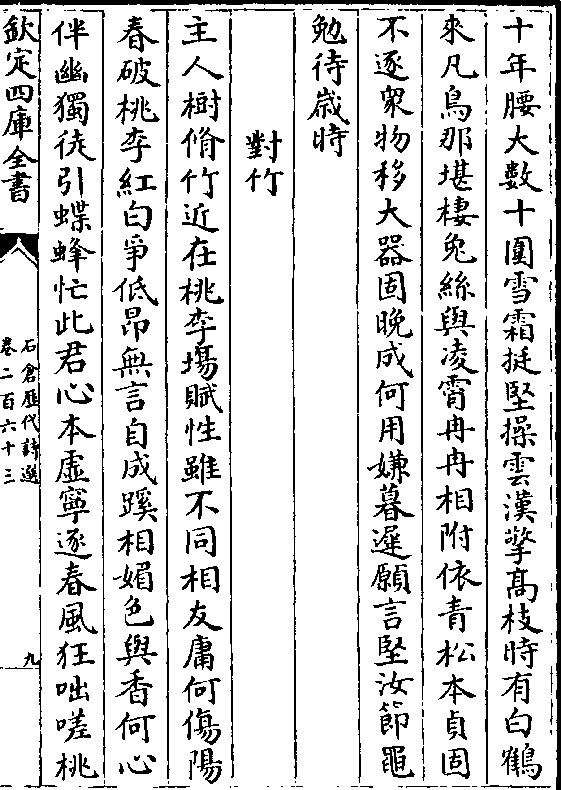 十年腰大數十圍雪霜挺堅操雲漢擎髙枝時有白鶴
來凡鳥那堪棲兔絲與凌霄冉冉相附依青松本貞固
不逐衆物移大器固晚成何用嫌暮遲願言堅汝節黽
勉待歲時
對竹
主人樹脩竹近在桃李塲賦性雖不同相友庸何傷陽
春破桃李紅白爭低昂無言自成蹊相媚色與香何心
伴幽獨徒引蝶蜂忙此君心本虛寧逐春風狂咄嗟桃
欽定四庫全書
石倉歷代詩選
卷二百六十三
九